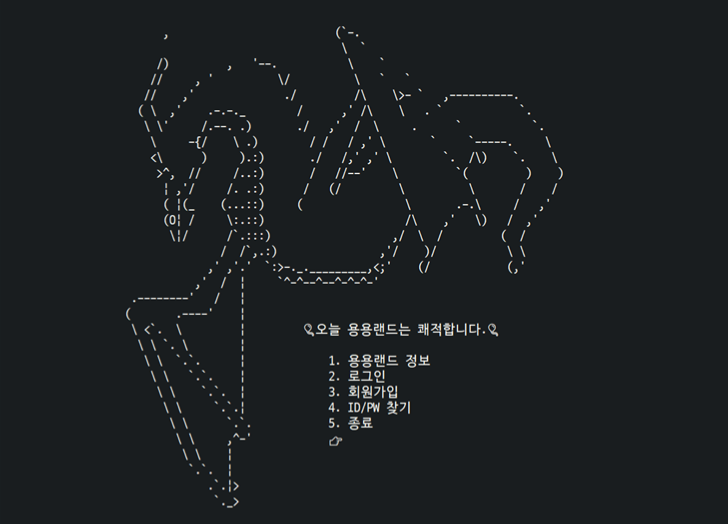 오늘 용용랜드는 쾌적합니다.
1. 용용랜드 정보
2. 로그인
3. 회원가입
4. ID/PW 찾기
5. 종료